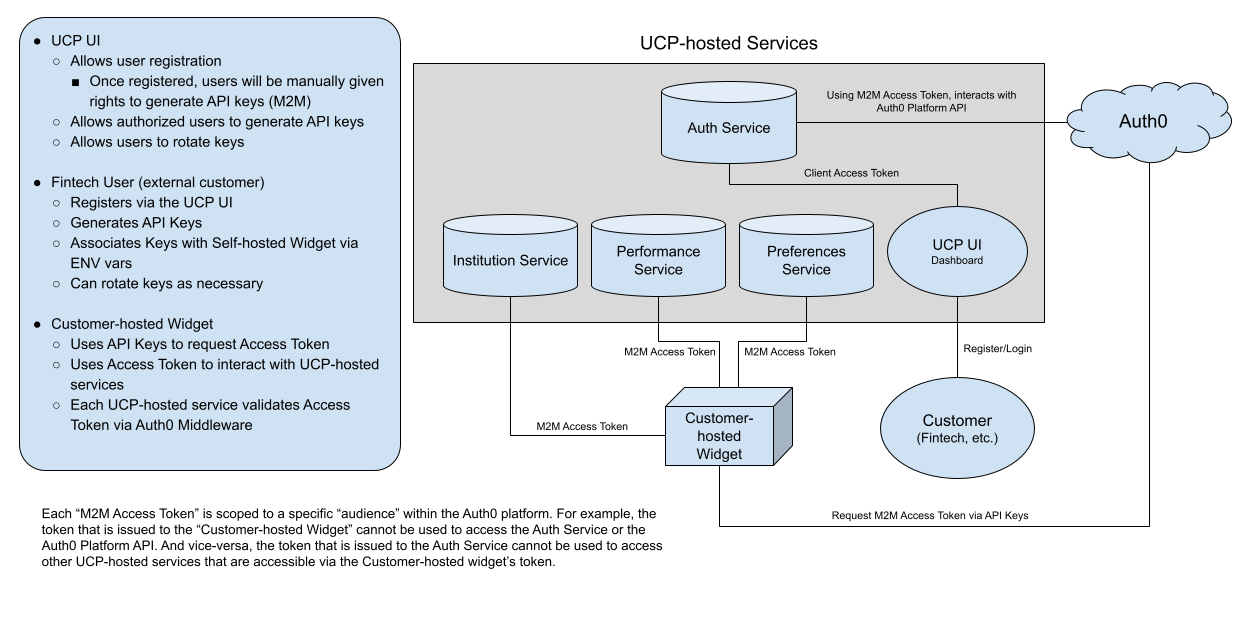 ● UCP UI
○ Allows user registration
■ Once registered, users will be manually given
rights to generate API keys (M2M)
○ Allows authorized users to generate API keys
○ Allows users to rotate keys
● Fintech User (external customer)
○ Registers via the UCP UI
○ Generates API Keys
○ Associates Keys with Self-hosted Widget via
ENV vars
○ Can rotate keys as necessary
● Customer-hosted Widget
○ Uses API Keys to request Access Token
○ Uses Access Token to interact with UCP-hosted
services
○ Each UCP-hosted service validates Access
Token via Auth0 Middleware
UCP-hosted Services
Auth Service
Using M2M Access Token, interacts with
Auth0 Platform API
Auth0
Client Access Token
Institution Service
Performance
Service
Preferences
Service
UCP UI
Dashboard
M2M Access Token
M2M Access Token
Register/Login
M2M Access Token
Customer-
hosted
Widget
Customer
(Fintech, etc.)
Request M2M Access Token via API Keys
Each “M2M Access Token” is scoped to a specific “audience” within the Auth0 platform. For example, the
token that is issued to the “Customer-hosted Widget” cannot be used to access the Auth Service or the
Auth0 Platform API. And vice-versa, the token that is issued to the Auth Service cannot be used to access
other UCP-hosted services that are accessible via the Customer-hosted widget’s token.